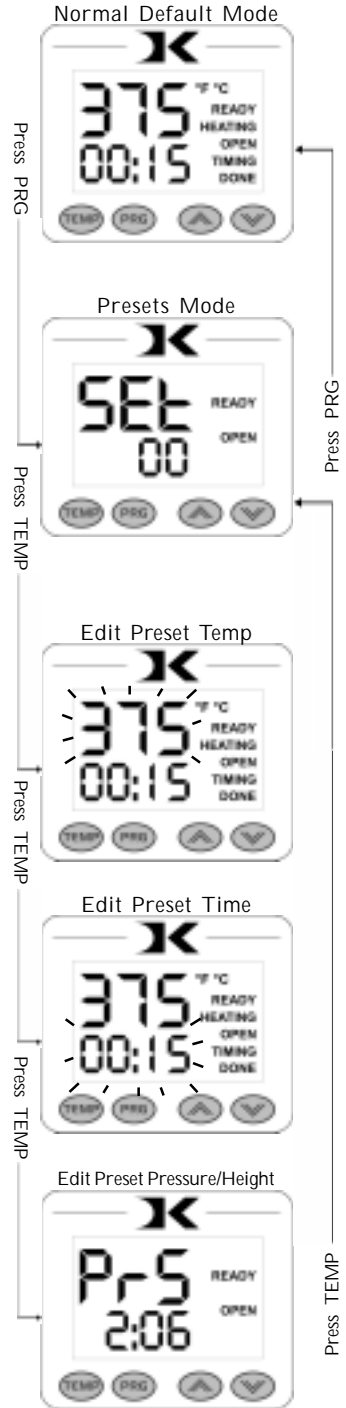 Normal Default Mode
375 °F °C
READY
HEATING
OPEN
00:15 TIMING
DONE
TEMP PRG
Press PRG
Press PRG
Presets Mode
SEt READY
00 OPEN
TEMP PRG
Press TEMP
Edit Preset Temp
375 °F °C
READY
HEATING
OPEN
00:15 TIMING
DONE
TEMP PRG
Press TEMP
Edit Preset Time
375 °F °C
READY
HEATING
OPEN
00:15 TIMING
DONE
TEMP PRG
Press TEMP
Edit Preset Pressure/Height
PrS READY
2:06 OPEN
TEMP PRG
Press TEMP